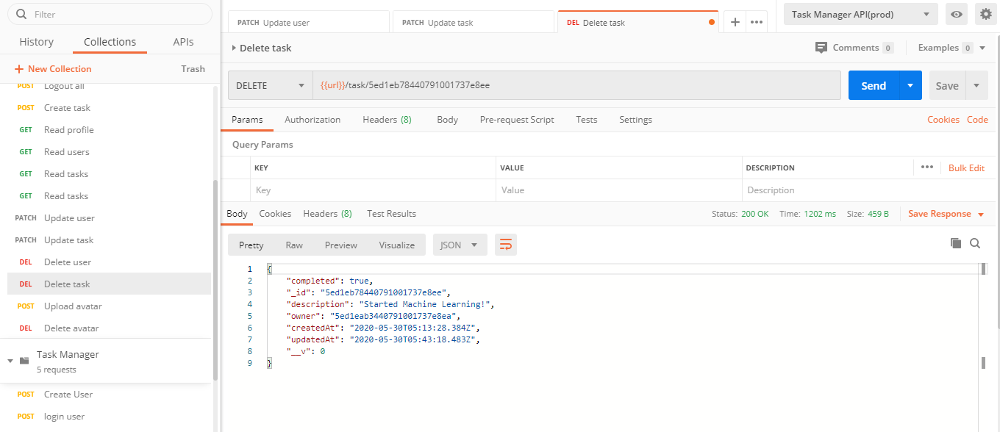 Filter
History Collections APIs
+ New Collection Trash
POST Logout all
POST Create task
GET Read profile
GET Read users
GET Read tasks
GET Read tasks
PATCH Update user
PATCH Update task
DEL Delete user
DEL Delete task
POST Upload avatar
DEL Delete avatar
Task Manager
5 requests
POST Create User
POST login user
PATCH Update user PATCH Update task DEL Delete task + ••• Task Manager API(prod)
Delete task Comments 0 Examples 0
DELETE {{url}}/task/5ed1eb78440791001737e8ee Send Save
Params Authorization Headers (8) Body Pre-request Script Tests Settings Cookies Code
Query Params
KEY VALUE DESCRIPTION ••• Bulk Edit
Key Value Description
Body Cookies Headers (8) Test Results Status: 200 OK Time: 1202 ms Size: 459 B Save Response
Pretty Raw Preview Visualize JSON
1 {
2 "completed": true,
3 "_id": "5ed1eb78440791001737e8ee",
4 "description": "Started Machine Learning!",
5 "owner": "5ed1eab3440791001737e8ea",
6 "createdAt": "2020-05-30T05:13:28.384Z",
7 "updatedAt": "2020-05-30T05:43:18.483Z",
8 "__v": 0
9 }